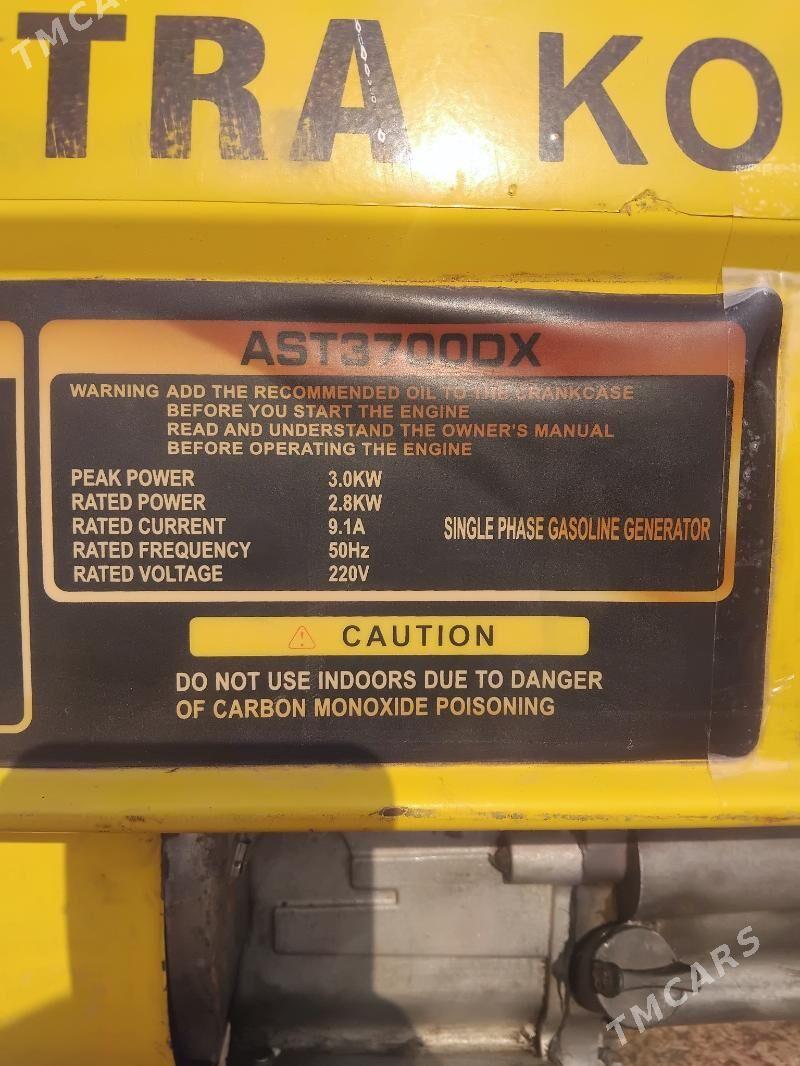 TMCARS
TRA KO
AST3700DX
WARNING ADD THE RECOMMENDED OIL TO THE CRANKCASE
BEFORE YOU START THE ENGINE
READ AND UNDERSTAND THE OWNER'S MANUAL
BEFORE OPERATING THE ENGINE
PEAK POWER 3.0KW
RATED POWER 2.8KW
RATED CURRENT 9.1A SINGLE PHASE GASOLINE GENERATOR
RATED FREQUENCY 50Hz
RATED VOLTAGE 220V
CAUTION
DO NOT USE INDOORS DUE TO DANGER
OF CARBON MONOXIDE POISONING
TMCARS